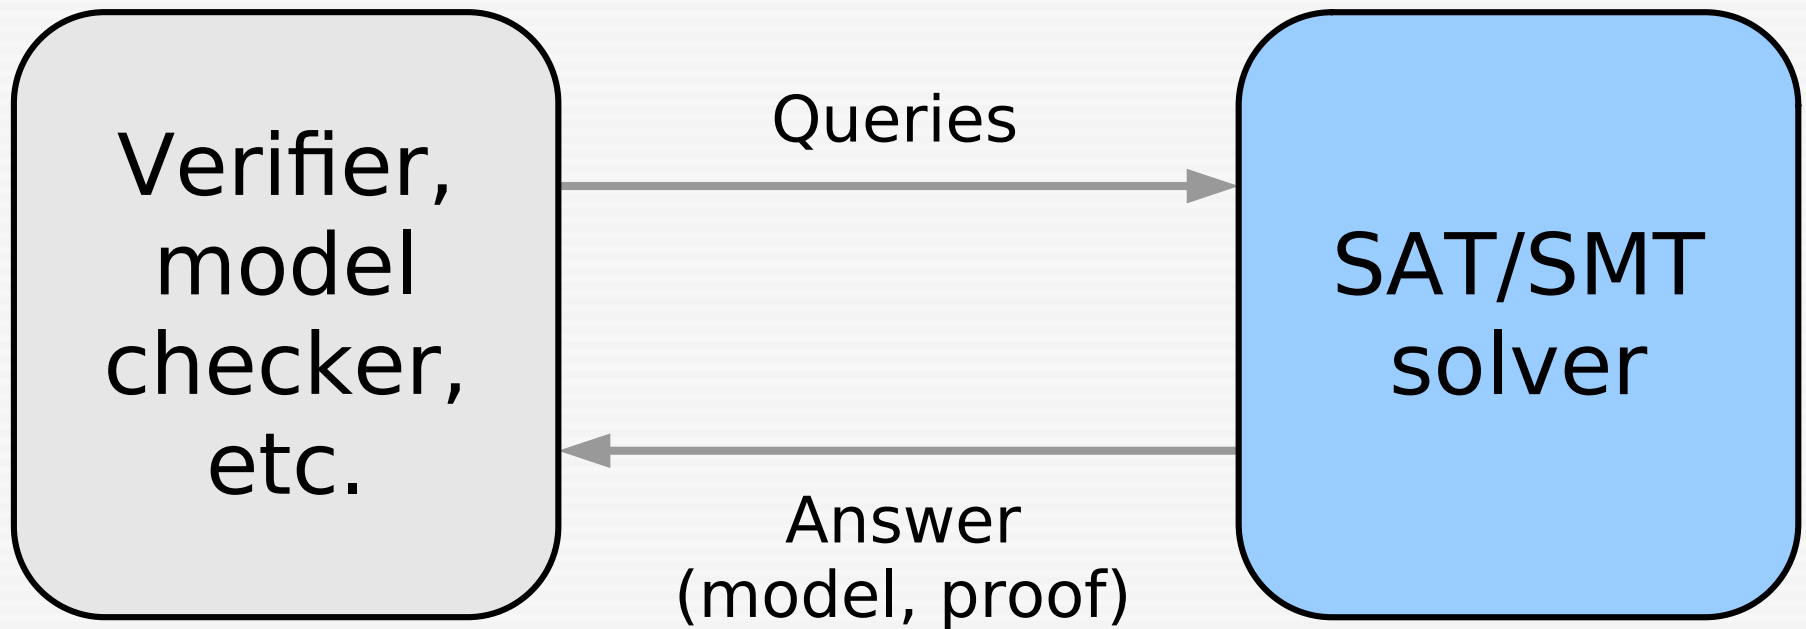 Verifier,
model
checker,
etc.
Queries
Answer
(model, proof)
SAT/SMT
solver